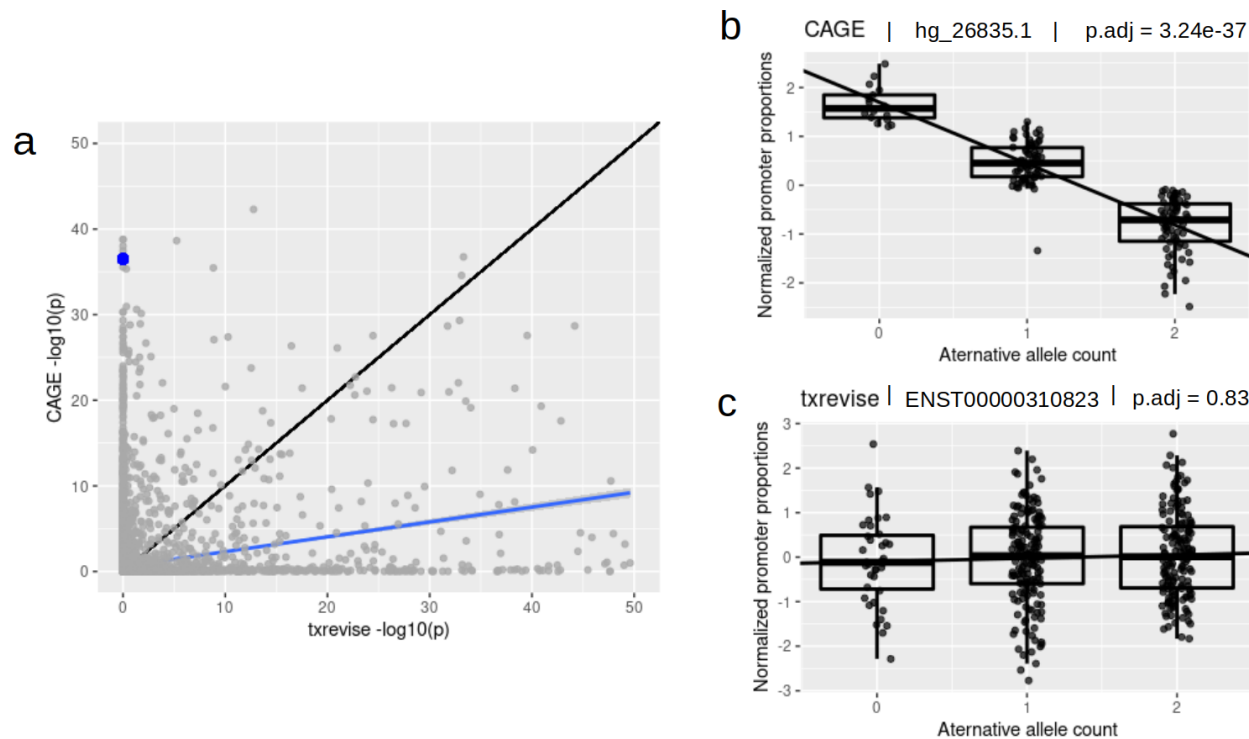 a
50
40
30
20
10
0
CAGE -log10(p)
0 10 20 30 40 50
txrevise -log10(p)
b
CAGE | hg_26835.1 | p.adj = 3.24e-37
2
1
0
-1
-2
Normalized promoter proportions
0 1 2
Aternative allele count
c
txrevise | ENST00000310823 | p.adj = 0.83
3
2
1
0
-1
-2
-3
Normalized promoter proportions
0 1 2
Aternative allele count